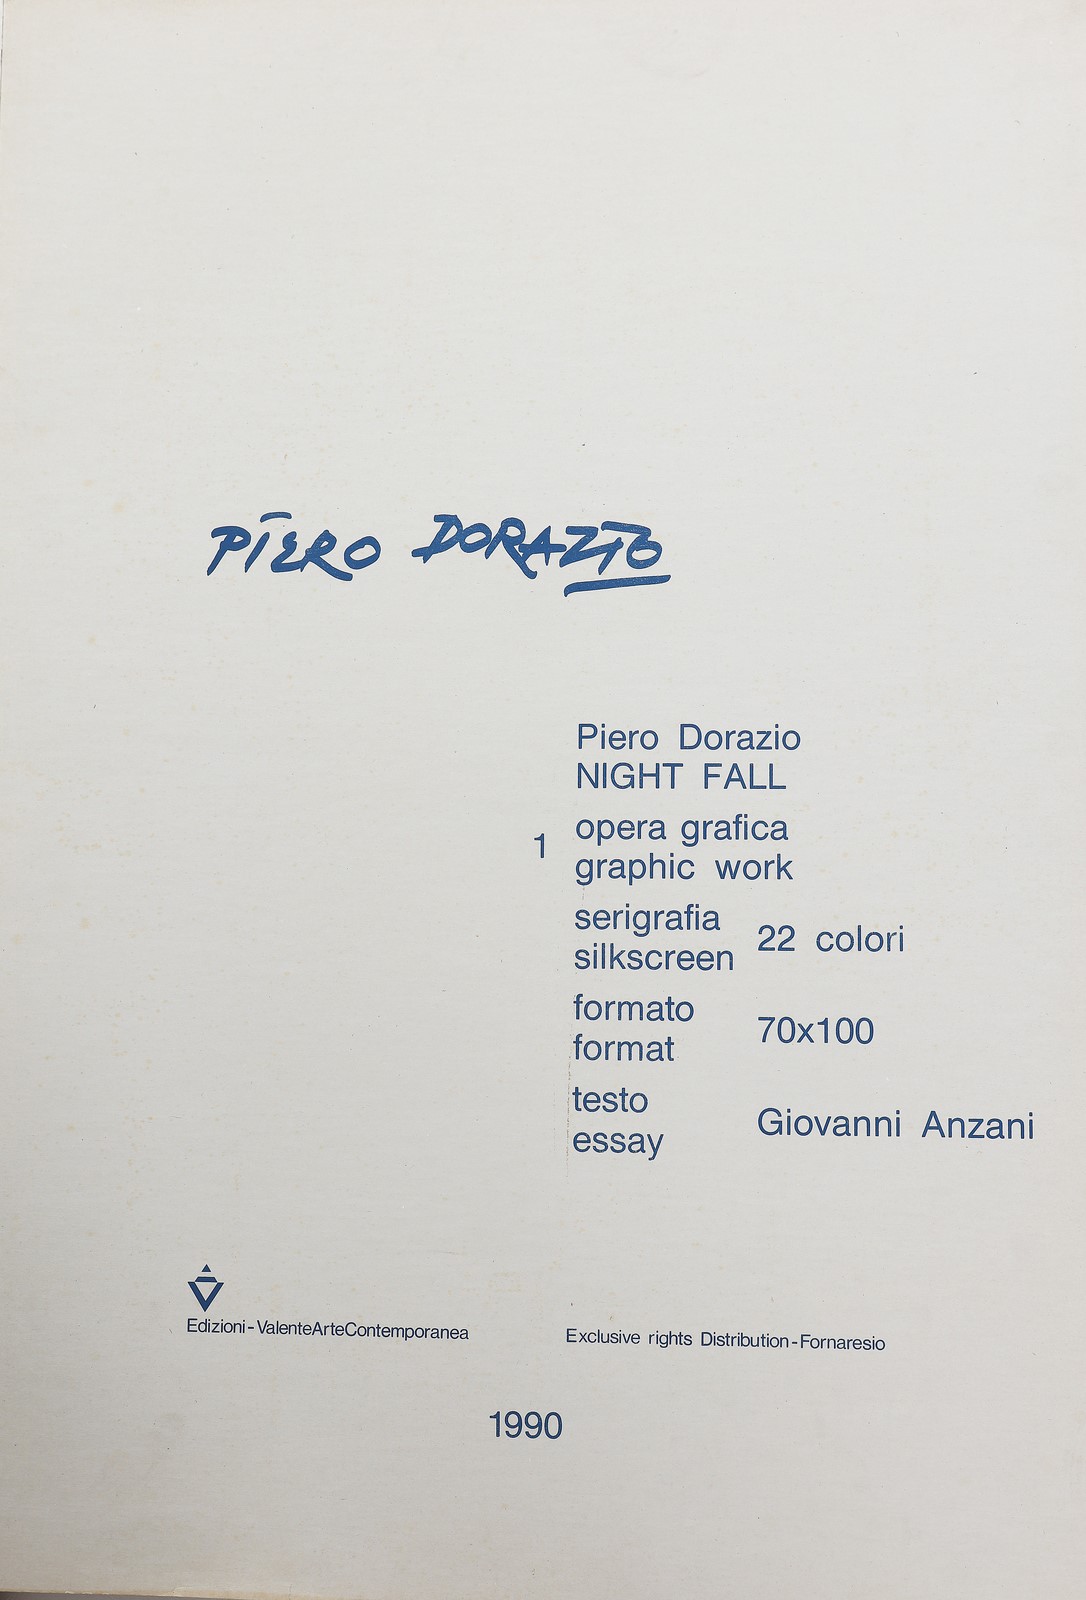 PIERO DORAZIO
Piero Dorazio
NIGHT FALL
1
opera grafica
graphic work
serigrafia
silkscreen
22 colori
formato
format
70x100
testo
essay
Giovanni Anzani
Edizioni-ValenteArteContemporanea
Exclusive rights Distribution-Fornaresio
1990